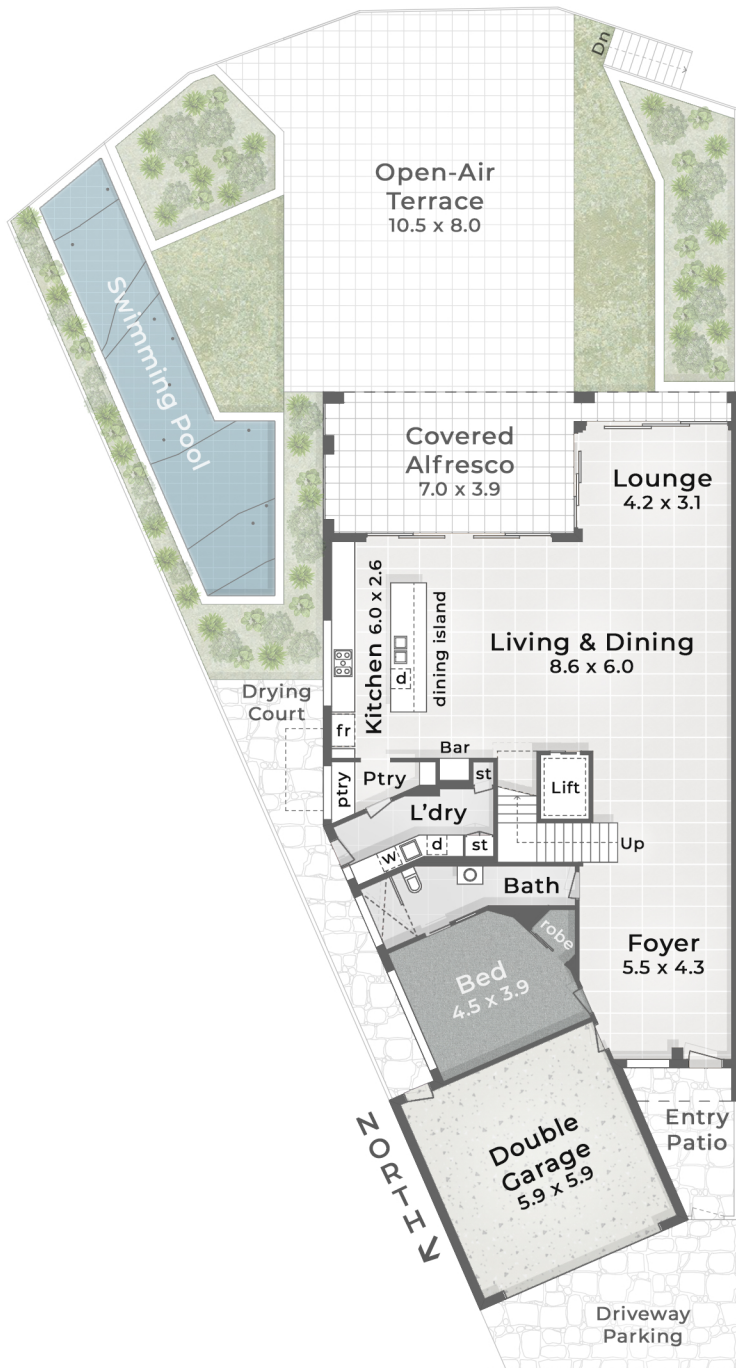 Dn
Open-Air
Terrace
10.5 x 8.0
Swimming Pool
Covered
Alfresco
7.0 x 3.9
Lounge
4.2 x 3.1
Kitchen 6.0 x 2.6
dining island
d
Living & Dining
8.6 x 6.0
Drying
Court
fr
Bar
ptry
Ptry
st
Lift
L'dry
w
d
st
Up
Bath
robe
Bed
4.5 x 3.9
Foyer
5.5 x 4.3
Entry
Patio
Double
Garage
5.9 x 5.9
NORTH
Driveway
Parking